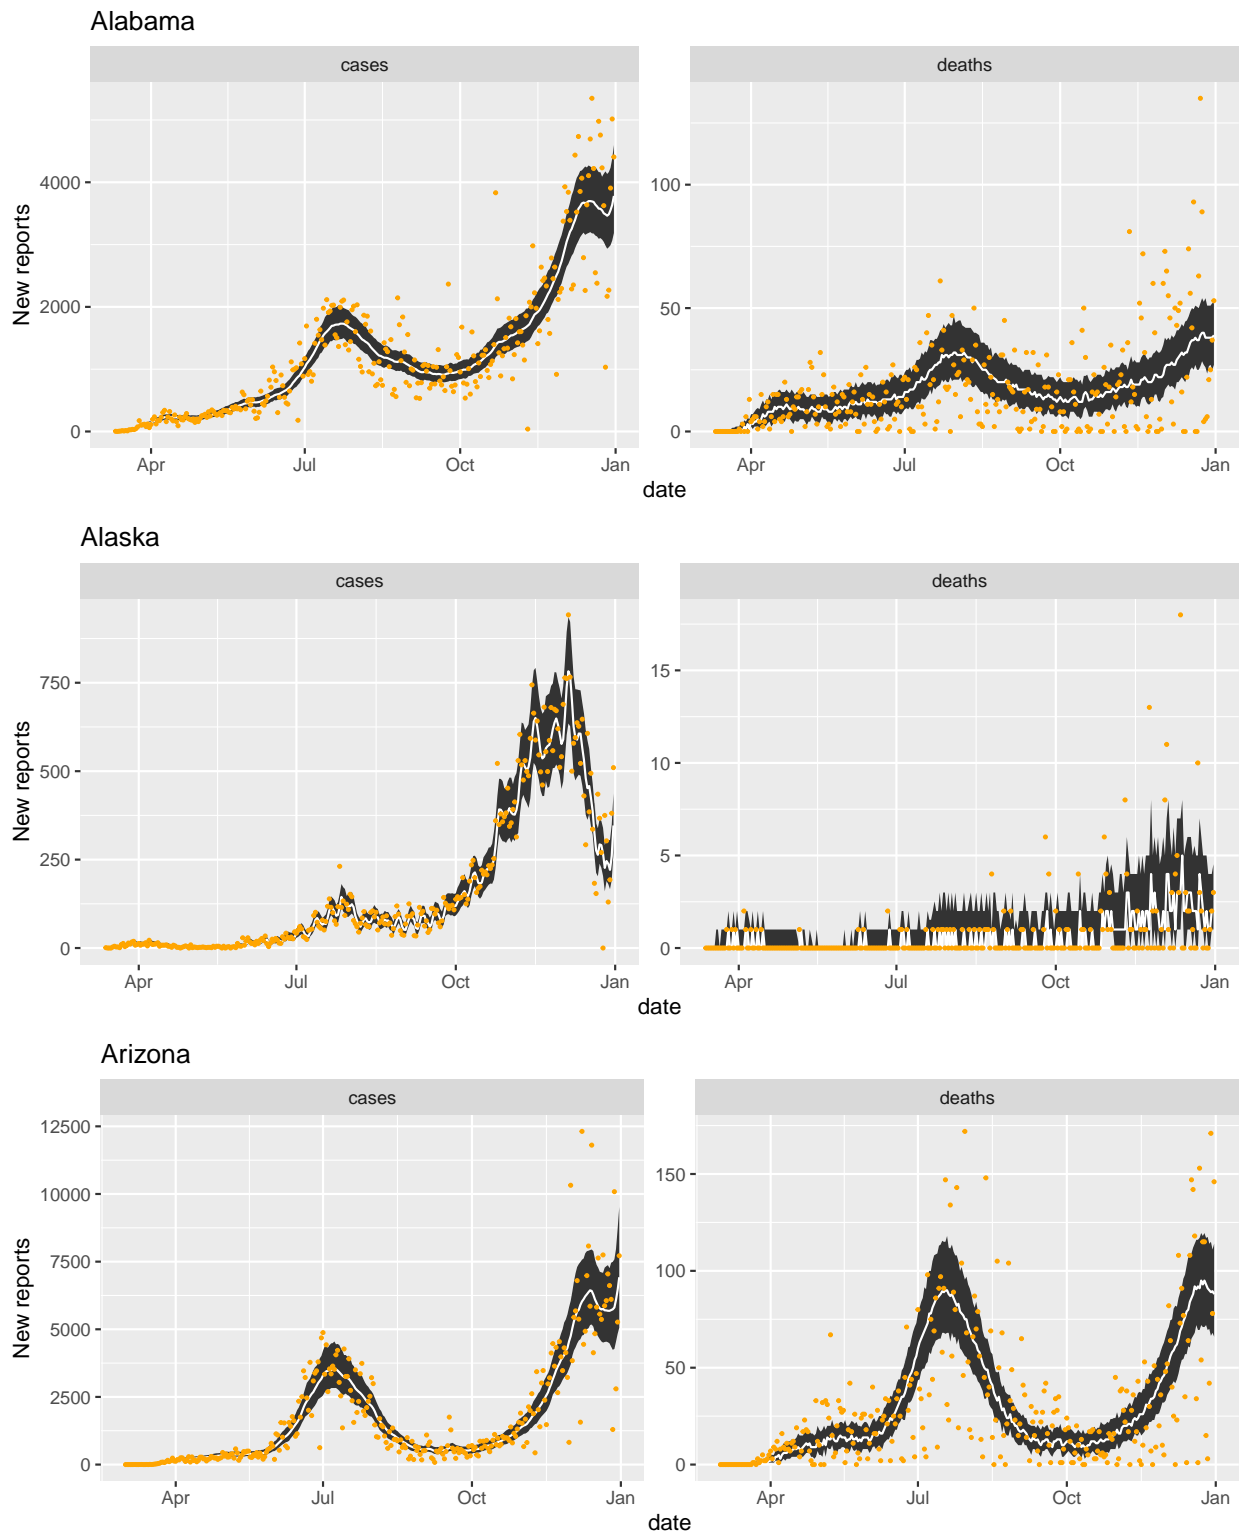 Alabama
cases
deaths
New reports
4000
2000
0
100
50
0
Apr
Jul
Oct
Jan
Apr
Jul
Oct
Jan
date
Alaska
cases
deaths
New reports
750
500
250
0
15
10
5
0
Apr
Jul
Oct
Jan
Apr
Jul
Oct
Jan
date
Arizona
cases
deaths
New reports
12500
10000
7500
5000
2500
0
150
100
50
0
Apr
Jul
Oct
Jan
Apr
Jul
Oct
Jan
date